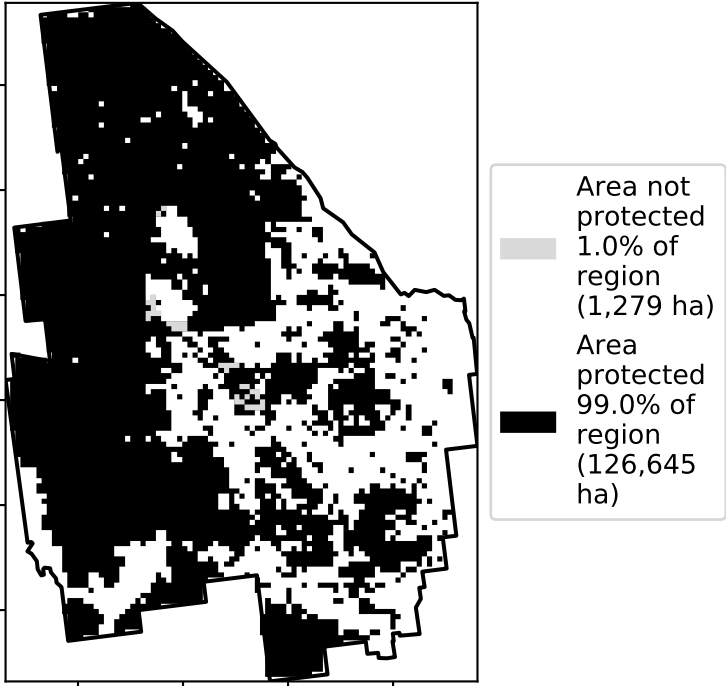 Area not
protected
1.0% of
region
(1,279 ha)
Area
protected
99.0% of
region
(126,645
ha)